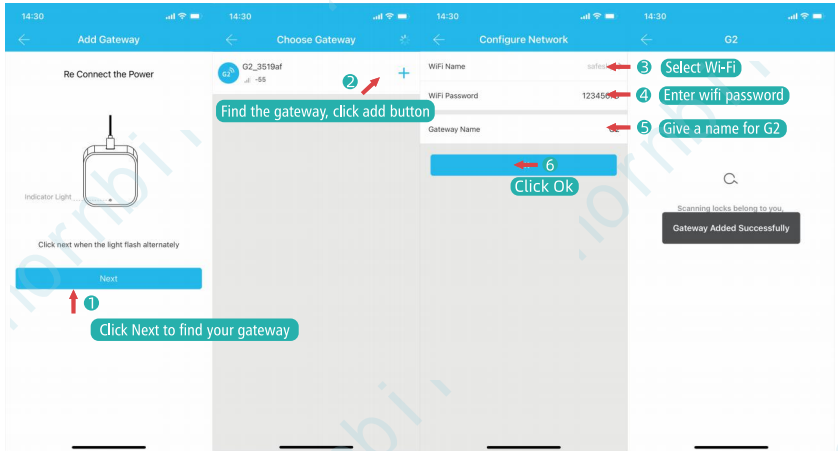 14:30
Add Gateway
Re Connect the Power
Indicator Light
Click next when the light flash alternately
Next
1
Click Next to find your gateway
14:30
Choose Gateway
G2
G2_3519af
-55
2
Find the gateway, click add button
14:30
Configure Network
WiFi Name
3 Select Wi-Fi
WiFi Password
4 Enter wifi password
Gateway Name
G2
5 Give a name for G2
6
Click Ok
14:30
G2
Scanning locks belong to you,
Gateway Added Successfully